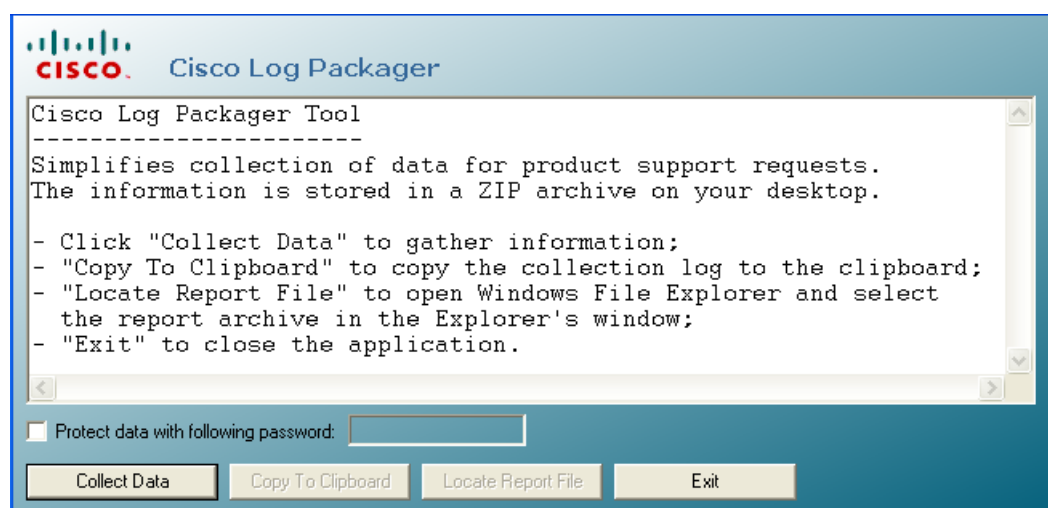 CISCO.
Cisco Log Packager
Cisco Log Packager Tool
-----------------------
Simplifies collection of data for product support requests.
The information is stored in a ZIP archive on your desktop.
- Click "Collect Data" to gather information;
- "Copy To Clipboard" to copy the collection log to the clipboard;
- "Locate Report File" to open Windows File Explorer and select
the report archive in the Explorer's window;
- "Exit" to close the application.
Protect data with following password:
Collect Data
Copy To Clipboard
Locate Report File
Exit